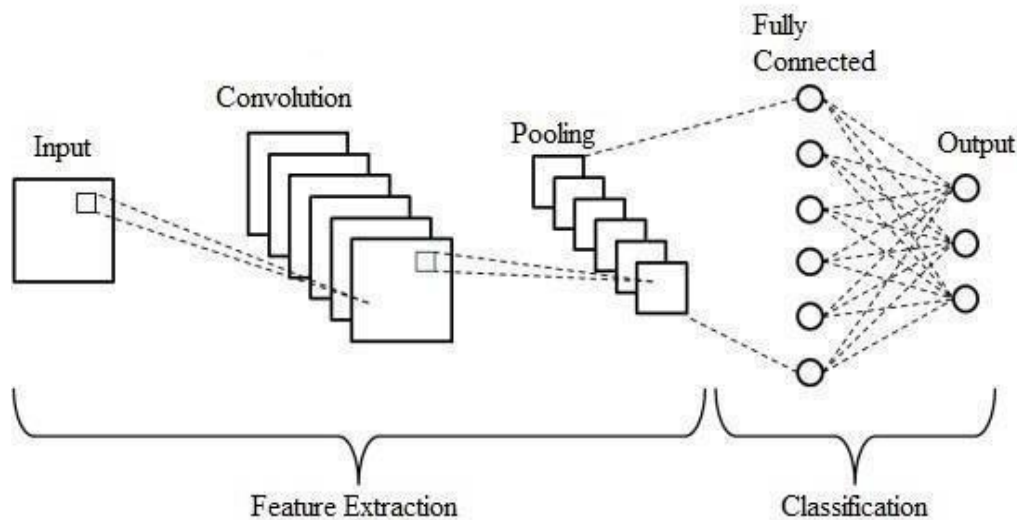 Input
Convolution
Pooling
Fully
Connected
Output
Feature Extraction
Classification